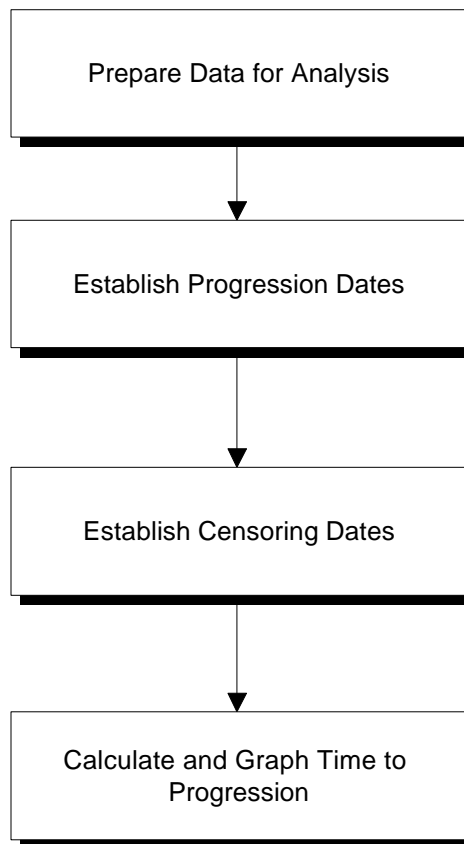 Prepare Data for Analysis
Establish Progression Dates
Establish Censoring Dates
Calculate and Graph Time to
Progression